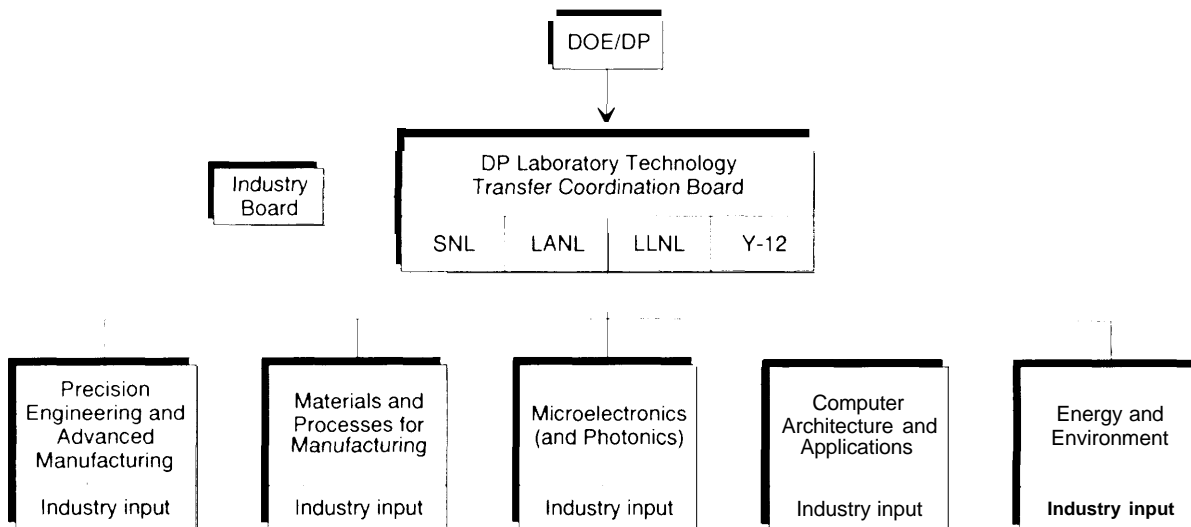 DOE/DP
Industry
Board
DP Laboratory Technology
Transfer Coordination Board
SNL LANL LLNL Y-12
Precision
Engineering and
Advanced
Manufacturing
Industry input
Materials and
Processes for
Manufacturing
Industry input
Microelectronics
(and Photonics)
Industry input
Computer
Architecture and
Applications
Industry input
Energy and
Environment
Industry input